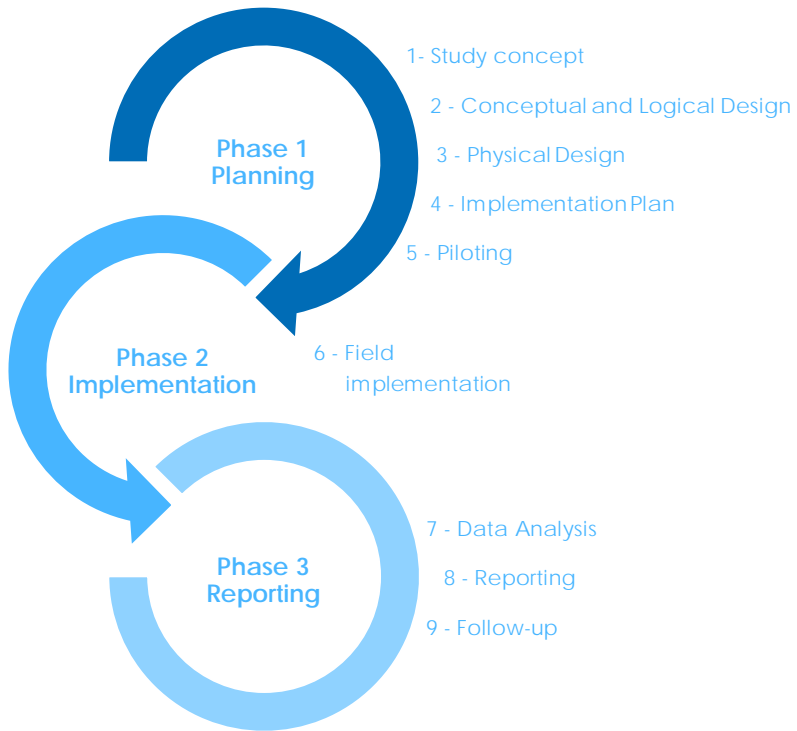 1- Study concept
2 - Conceptual and Logical Design
Phase 1
Planning
3 - Physical Design
4 - Implementation Plan
5 - Piloting
Phase 2
Implementation
6 - Field
implementation
7 - Data Analysis
Phase 3
Reporting
8 - Reporting
9 - Follow-up